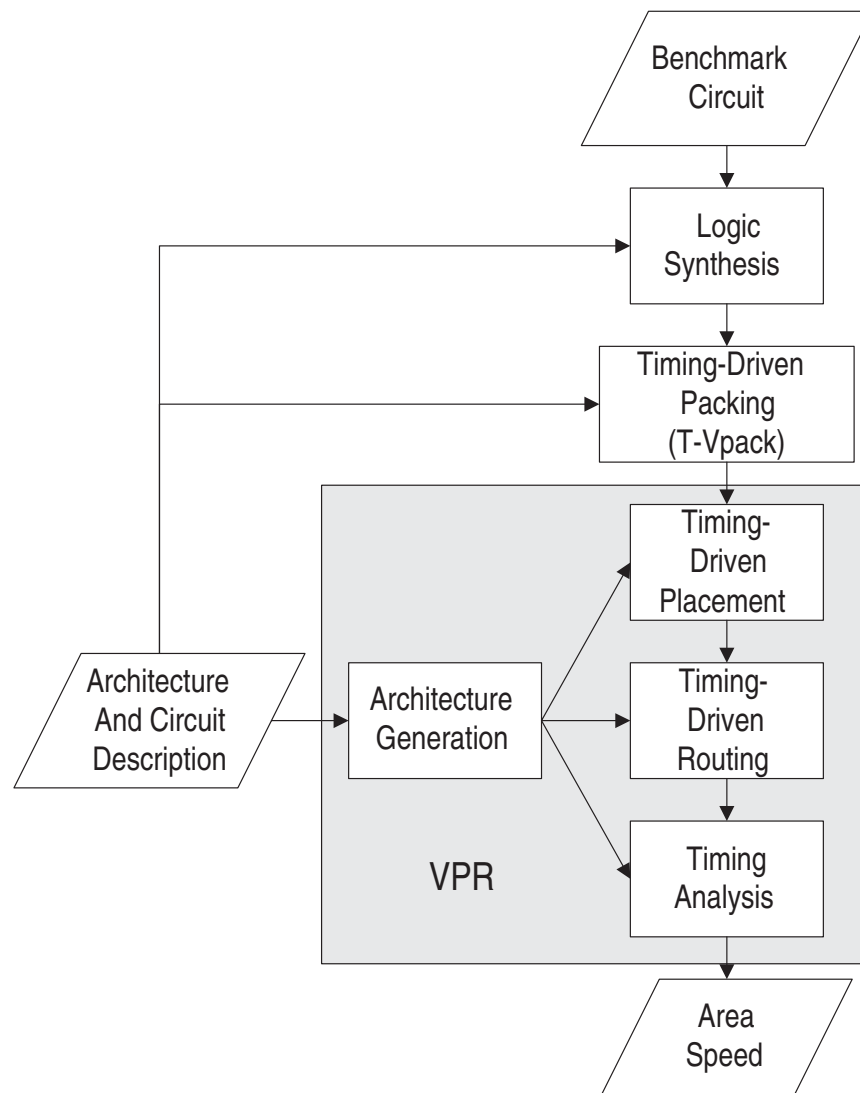 Benchmark
Circuit
Logic
Synthesis
Timing-Driven
Packing
(T-Vpack)
Timing-
Driven
Placement
Architecture
And Circuit
Description
Architecture
Generation
Timing-
Driven
Routing
VPR
Timing
Analysis
Area
Speed